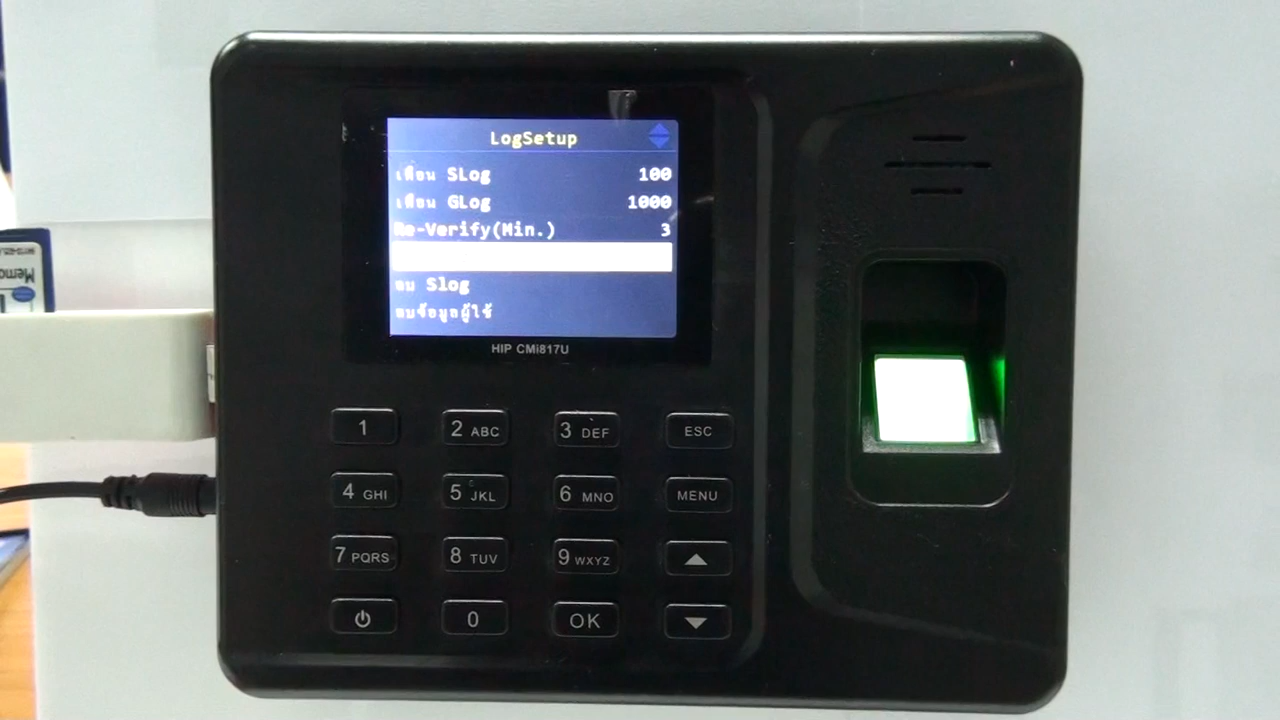 LogSetup
เตือน SLog 100
เตือน GLog 1000
Re-Verify(Min.) 3
ลบ Slog
ลบข้อมูลผู้ใช้
HIP CMi817U
1 2 ABC 3 DEF ESC
4 GHI 5 JKL 6 MNO MENU
7 PQRS 8 TUV 9 WXYZ
0 OK